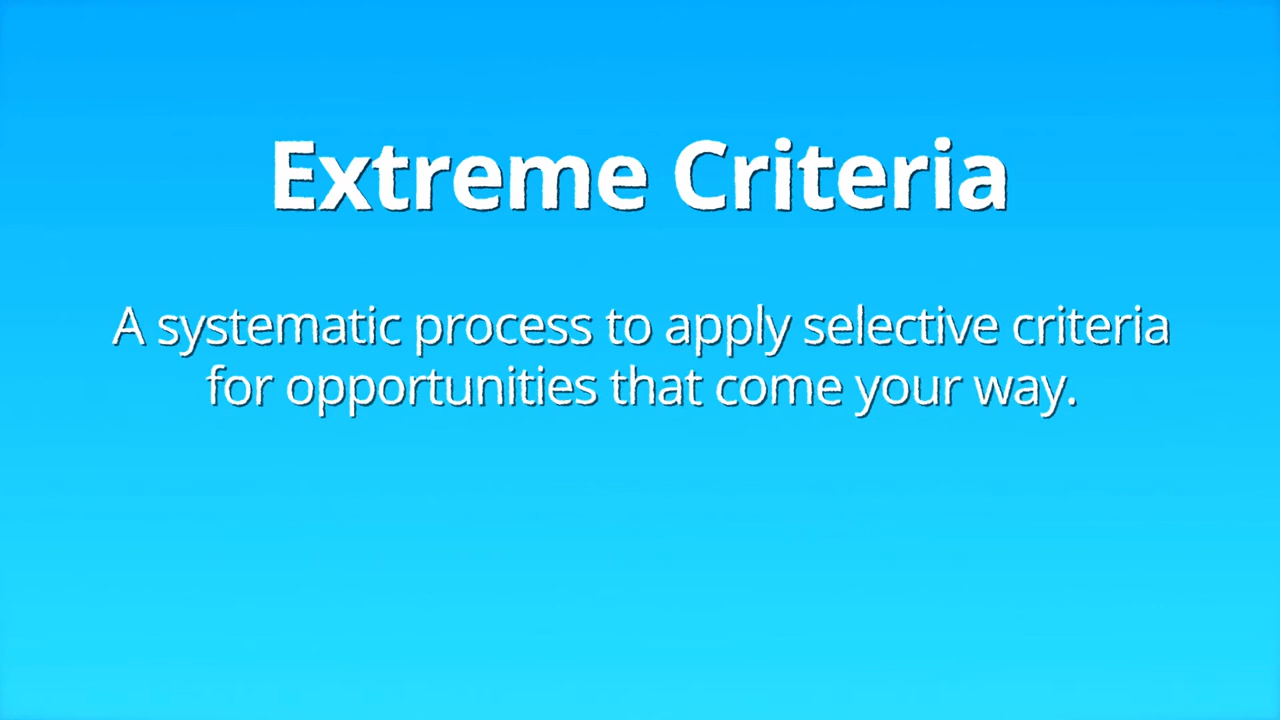 Extreme Criteria
A systematic process to apply selective criteria
for opportunities that come your way.